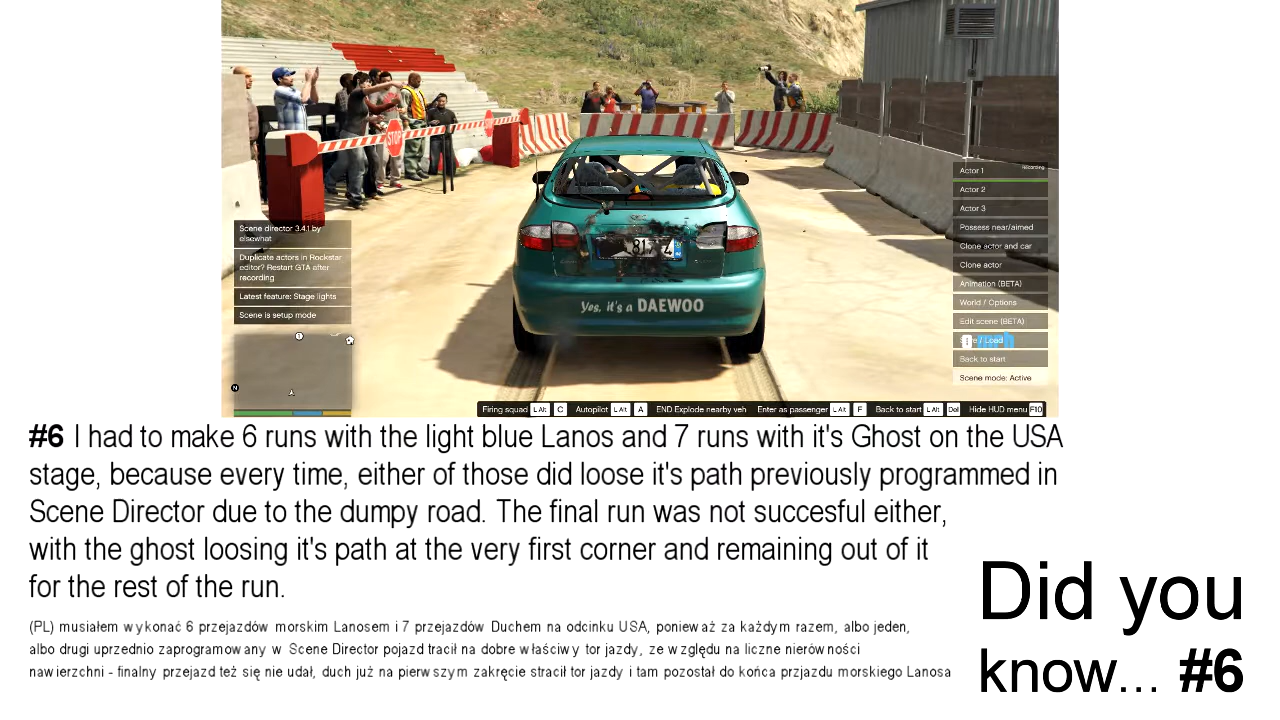 STOP
Scene director 3.4.1 by
elsewhat
Duplicate actors in Rockstar
editor? Restart GTA after
recording
Latest feature: Stage lights
Scene is setup mode
Yes, it's a DAEWOO
Recording
Actor 1
Actor 2
Actor 3
Possess near/aimed
Clone actor and car
Clone actor
Animation (BETA)
World / Options
Edit scene (BETA)
/ Load
Back to start
Scene mode: Active
N
Firing squad L Alt C Autopilot L Alt A END Explode nearby veh Enter as passenger L Alt F Back to start L Alt Del Hide HUD menu F10
#6 I had to make 6 runs with the light blue Lanos and 7 runs with it's Ghost on the USA
stage, because every time, either of those did loose it's path previously programmed in
Scene Director due to the dumpy road. The final run was not succesful either,
with the ghost loosing it's path at the very first corner and remaining out of it
for the rest of the run.
(PL) musiałem wykonać 6 przejazdów morskim Lanosem i 7 przejazdów Duchem na odcinku USA, ponieważ za każdym razem, albo jeden,
albo drugi uprzednio zaprogramowany w Scene Director pojazd tracił na dobre właściwy tor jazdy, ze względu na liczne nierówności
nawierzchni - finalny przejazd też się nie udał, duch już na pierwszym zakręcie stracił tor jazdy i tam pozostał do końca przjazdu morskiego Lanosa
Did you
know... #6